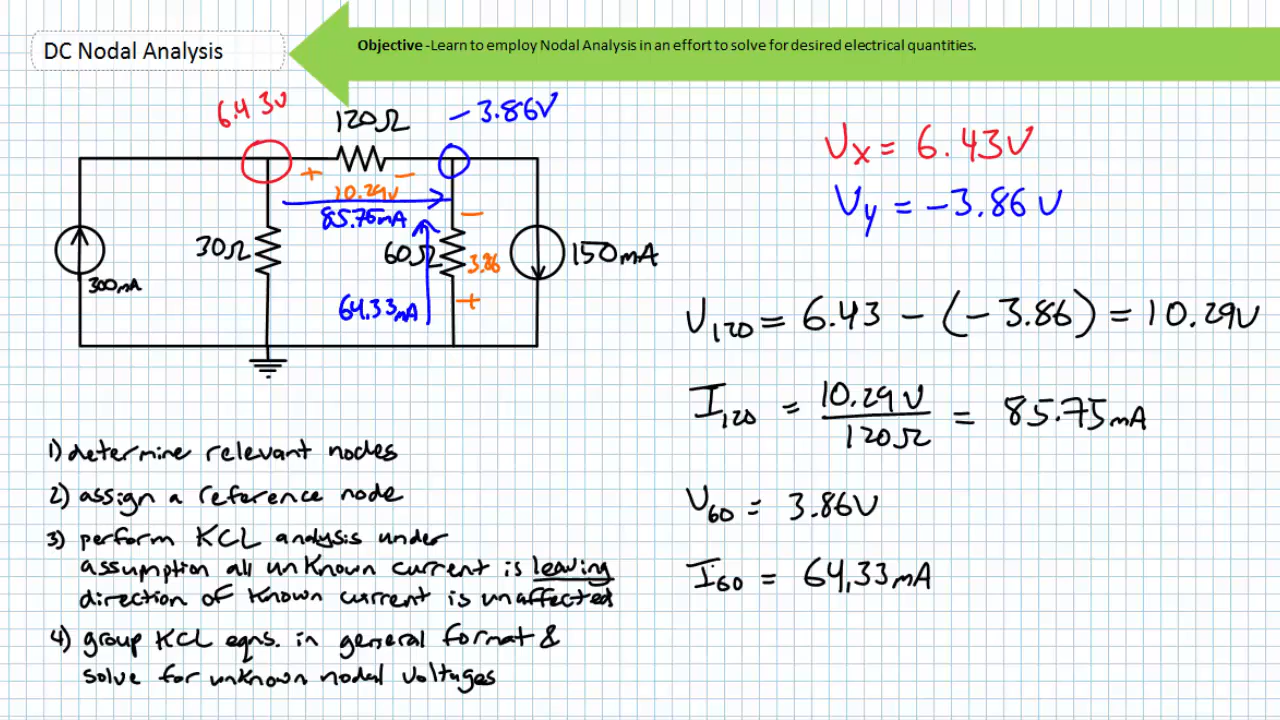 DC Nodal Analysis
Objective -Learn to employ Nodal Analysis in an effort to solve for desired electrical quantities.
6.43V
120Ω
-3.86V
+ 10.29V -
85.75mA
30Ω
60Ω
-
3.86
+
150mA
300mA
64.33mA
1) determine relevant nodes
2) assign a reference node
3) perform KCL analysis under
assumption all unknown current is leaving
direction of known current is unaffected
4) group KCL eqns. in general format &
solve for unknown nodal voltages
Vx = 6.43V
Vy = -3.86V
V120 = 6.43 - (-3.86) = 10.29V
I120 = 10.29V / 120Ω = 85.75mA
V60 = 3.86V
I60 = 64.33mA